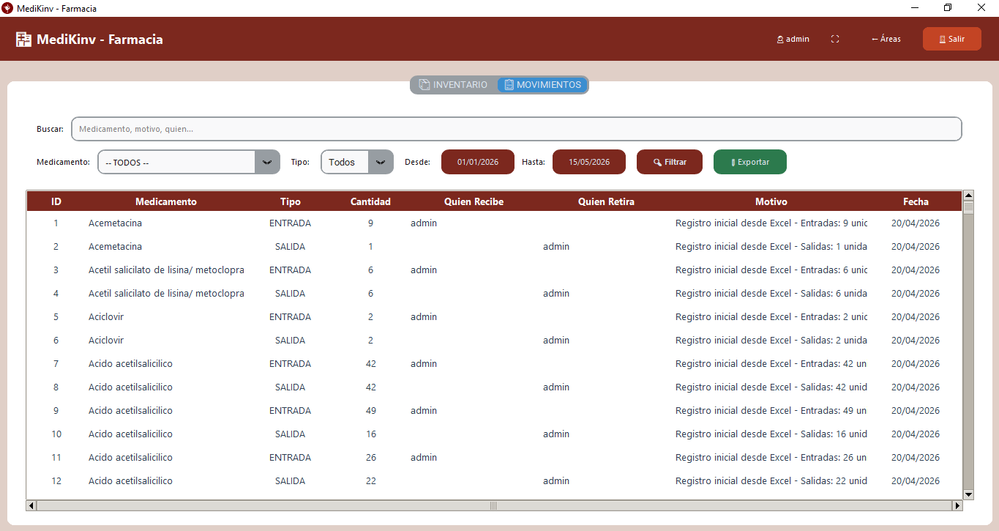 MediKinv - Farmacia
MediKinv - Farmacia
admin
← Áreas
Salir
INVENTARIO
MOVIMIENTOS
Buscar: Medicamento, motivo, quien...
Medicamento: -- TODOS -- Tipo: Todos Desde: 01/01/2026 Hasta: 15/05/2026 Filtrar Exportar
ID Medicamento Tipo Cantidad Quien Recibe Quien Retira Motivo Fecha
1 Acemetacina ENTRADA 9 admin Registro inicial desde Excel - Entradas: 9 unic 20/04/2026
2 Acemetacina SALIDA 1 admin Registro inicial desde Excel - Salidas: 1 unida 20/04/2026
3 Acetil salicilato de lisina/ metoclopra ENTRADA 6 admin Registro inicial desde Excel - Entradas: 6 unic 20/04/2026
4 Acetil salicilato de lisina/ metoclopra SALIDA 6 admin Registro inicial desde Excel - Salidas: 6 unida 20/04/2026
5 Aciclovir ENTRADA 2 admin Registro inicial desde Excel - Entradas: 2 unic 20/04/2026
6 Aciclovir SALIDA 2 admin Registro inicial desde Excel - Salidas: 2 unida 20/04/2026
7 Acido acetilsalicilico ENTRADA 42 admin Registro inicial desde Excel - Entradas: 42 un 20/04/2026
8 Acido acetilsalicilico SALIDA 42 admin Registro inicial desde Excel - Salidas: 42 unid 20/04/2026
9 Acido acetilsalicilico ENTRADA 49 admin Registro inicial desde Excel - Entradas: 49 un 20/04/2026
10 Acido acetilsalicilico SALIDA 16 admin Registro inicial desde Excel - Salidas: 16 unid 20/04/2026
11 Acido acetilsalicilico ENTRADA 26 admin Registro inicial desde Excel - Entradas: 26 un 20/04/2026
12 Acido acetilsalicilico SALIDA 22 admin Registro inicial desde Excel - Salidas: 22 unid 20/04/2026